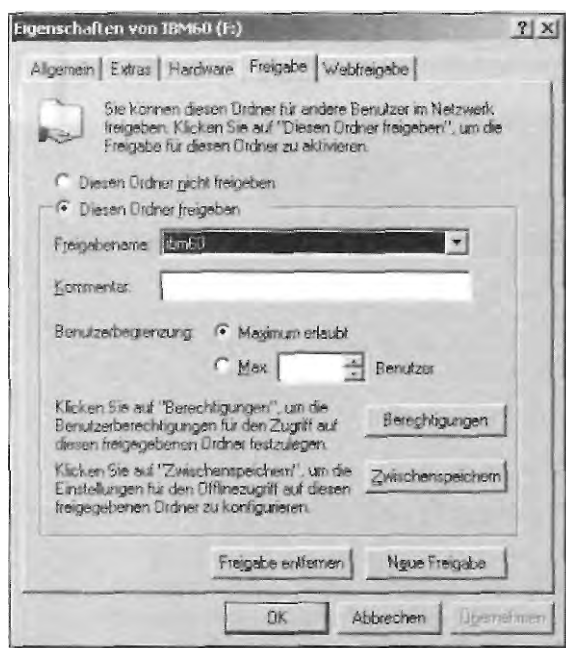 Eigenschaften von IBM60 (F:)
Allgemein Extras Hardware Freigabe Webfreigabe
Sie können diesen Ordner für andere Benutzer im Netzwerk
freigeben. Klicken Sie auf "Diesen Ordner freigeben", um die
Freigabe für diesen Ordner zu aktivieren.
Diesen Ordner nicht freigeben
Diesen Ordner freigeben
Freigabename: ibm60
Kommentar:
Benutzerbegrenzung: Maximum erlaubt
Max. Benutzer
Klicken Sie auf "Berechtigungen", um die
Benutzerberechtigungen für den Zugriff auf
diesen freigegebenen Ordner festzulegen.
Berechtigungen
Klicken Sie auf "Zwischenspeichern", um die
Einstellungen für den Offlinezugriff auf diesen
freigegebenen Ordner zu konfigurieren.
Zwischenspeichern
Freigabe entfernen Neue Freigabe
OK Abbrechen Übernehmen